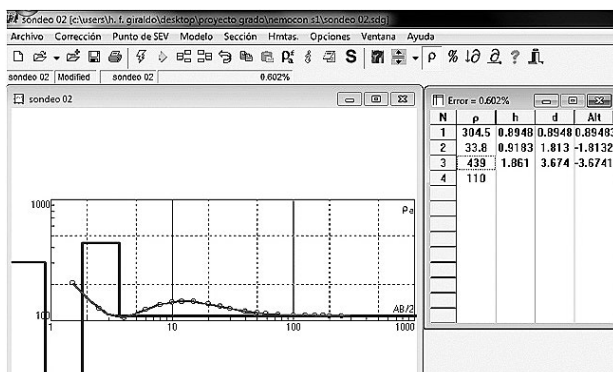 sondeo 02 [c:\users\h. f. giraldo\desktop\proyecto grado\nemocon s1\sondeo 02.sdg]
Archivo Corrección Punto de SEV Modelo Sección Hmtas. Opciones Ventana Ayuda
sondeo 02 Modified sondeo 02 0.602%
sondeo 02
Error = 0.602%
N ρ h d Alt
1 304.5 0.8948 0.8948 0.89483
2 33.8 0.9183 1.813 -1.8132
3 439 1.861 3.674 -3.6741
4 110
1000
ρa
100
AB/2
1 10 100 1000